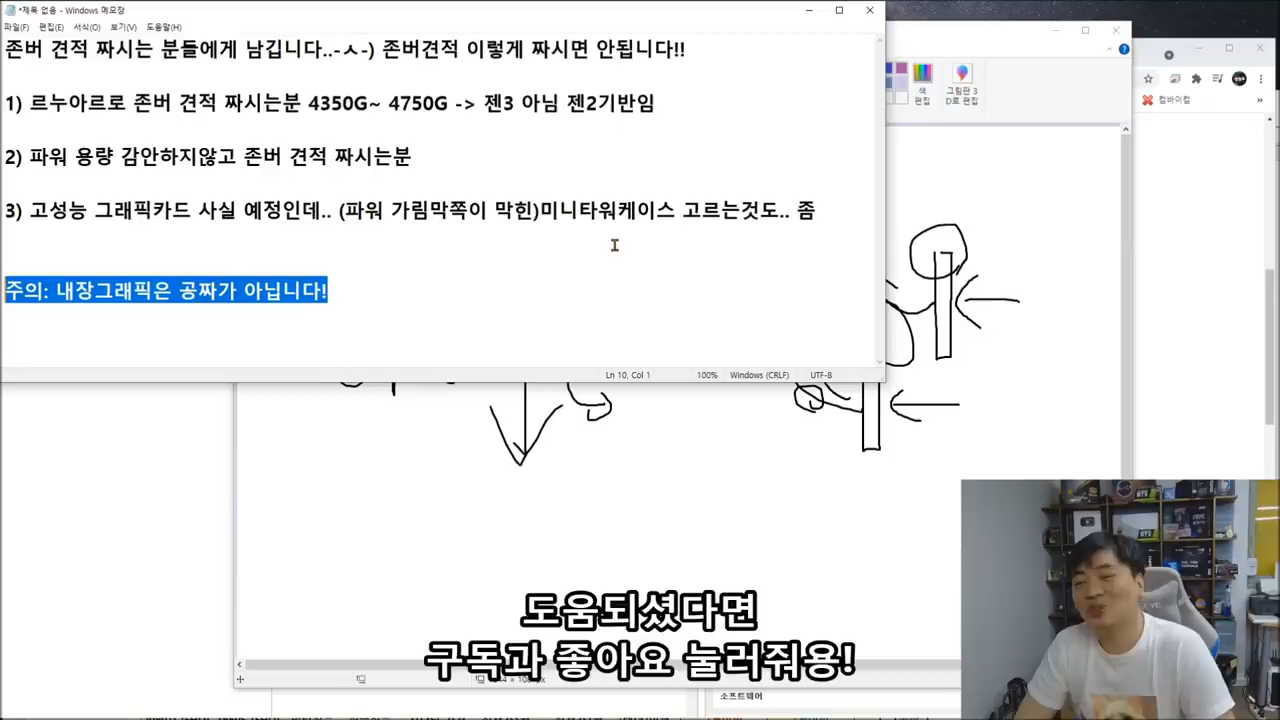 *제목 없음 - Windows 메모장
파일(F) 편집(E) 서식(O) 보기(V) 도움말(H)
존버 견적 짜시는 분들에게 남깁니다..-ㅅ-) 존버견적 이렇게 짜시면 안됩니다!!
1) 르누아르로 존버 견적 짜시는분 4350G~ 4750G -> 젠3 아님 젠2기반임
2) 파워 용량 감안하지않고 존버 견적 짜시는분
3) 고성능 그래픽카드 사실 예정인데.. (파워 가림막쪽이 막힌)미니타워케이스 고르는것도.. 좀
주의: 내장그래픽은 공짜가 아닙니다!
Ln 10, Col 1 100% Windows (CRLF) UTF-8
색
편집
그림판 3
D로 편집
컴바이컴
도움되셨다면
구독과 좋아요 눌러줘용!
소프트웨어